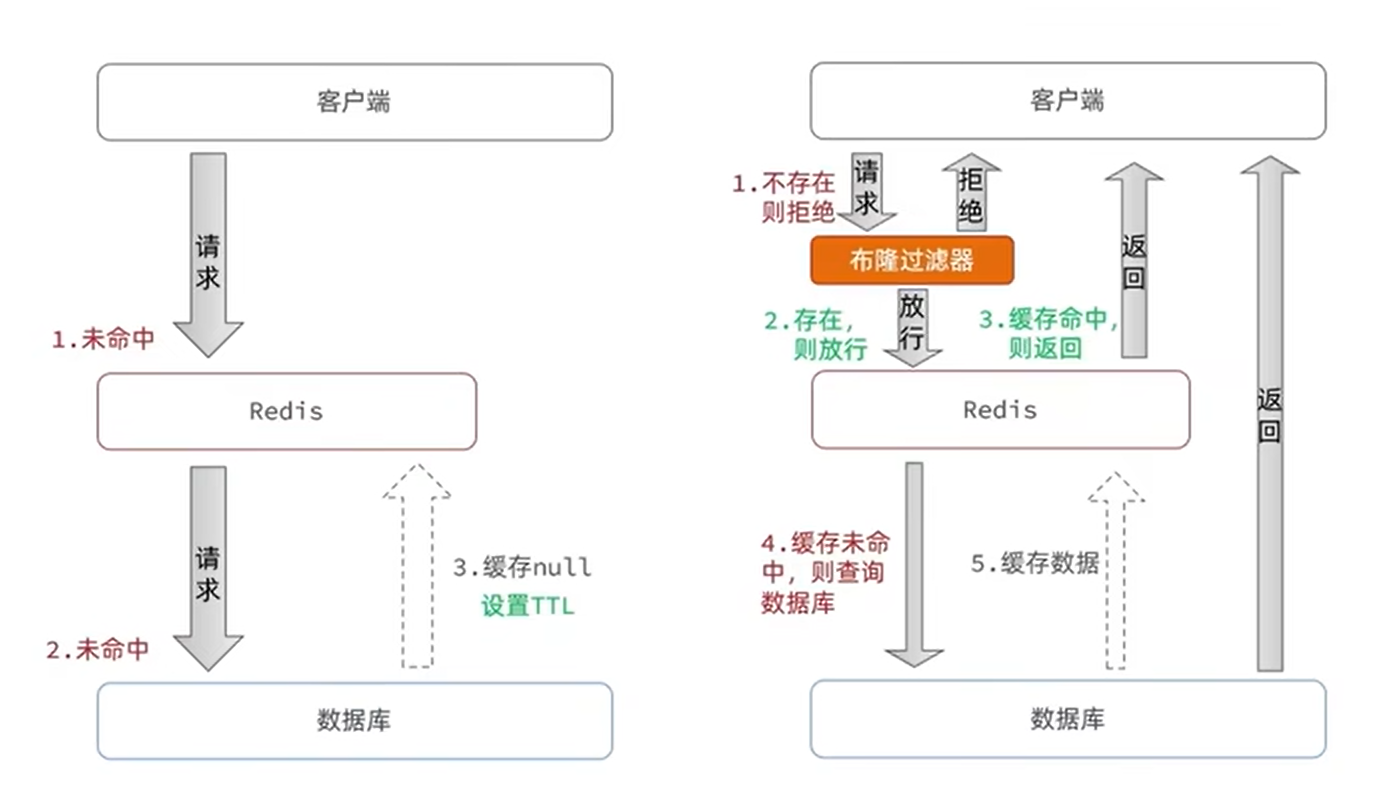 客户端
请
求
1.未命中
Redis
请
求
3.缓存null
设置TTL
2.未命中
数据库
客户端
1.不存在
则拒绝
请
求
拒
绝
布隆过滤器
2.存在，
则放行
放
行
3.缓存命中，
则返回
返
回
Redis
返
回
4.缓存未命
中，则查询
数据库
5.缓存数据
数据库